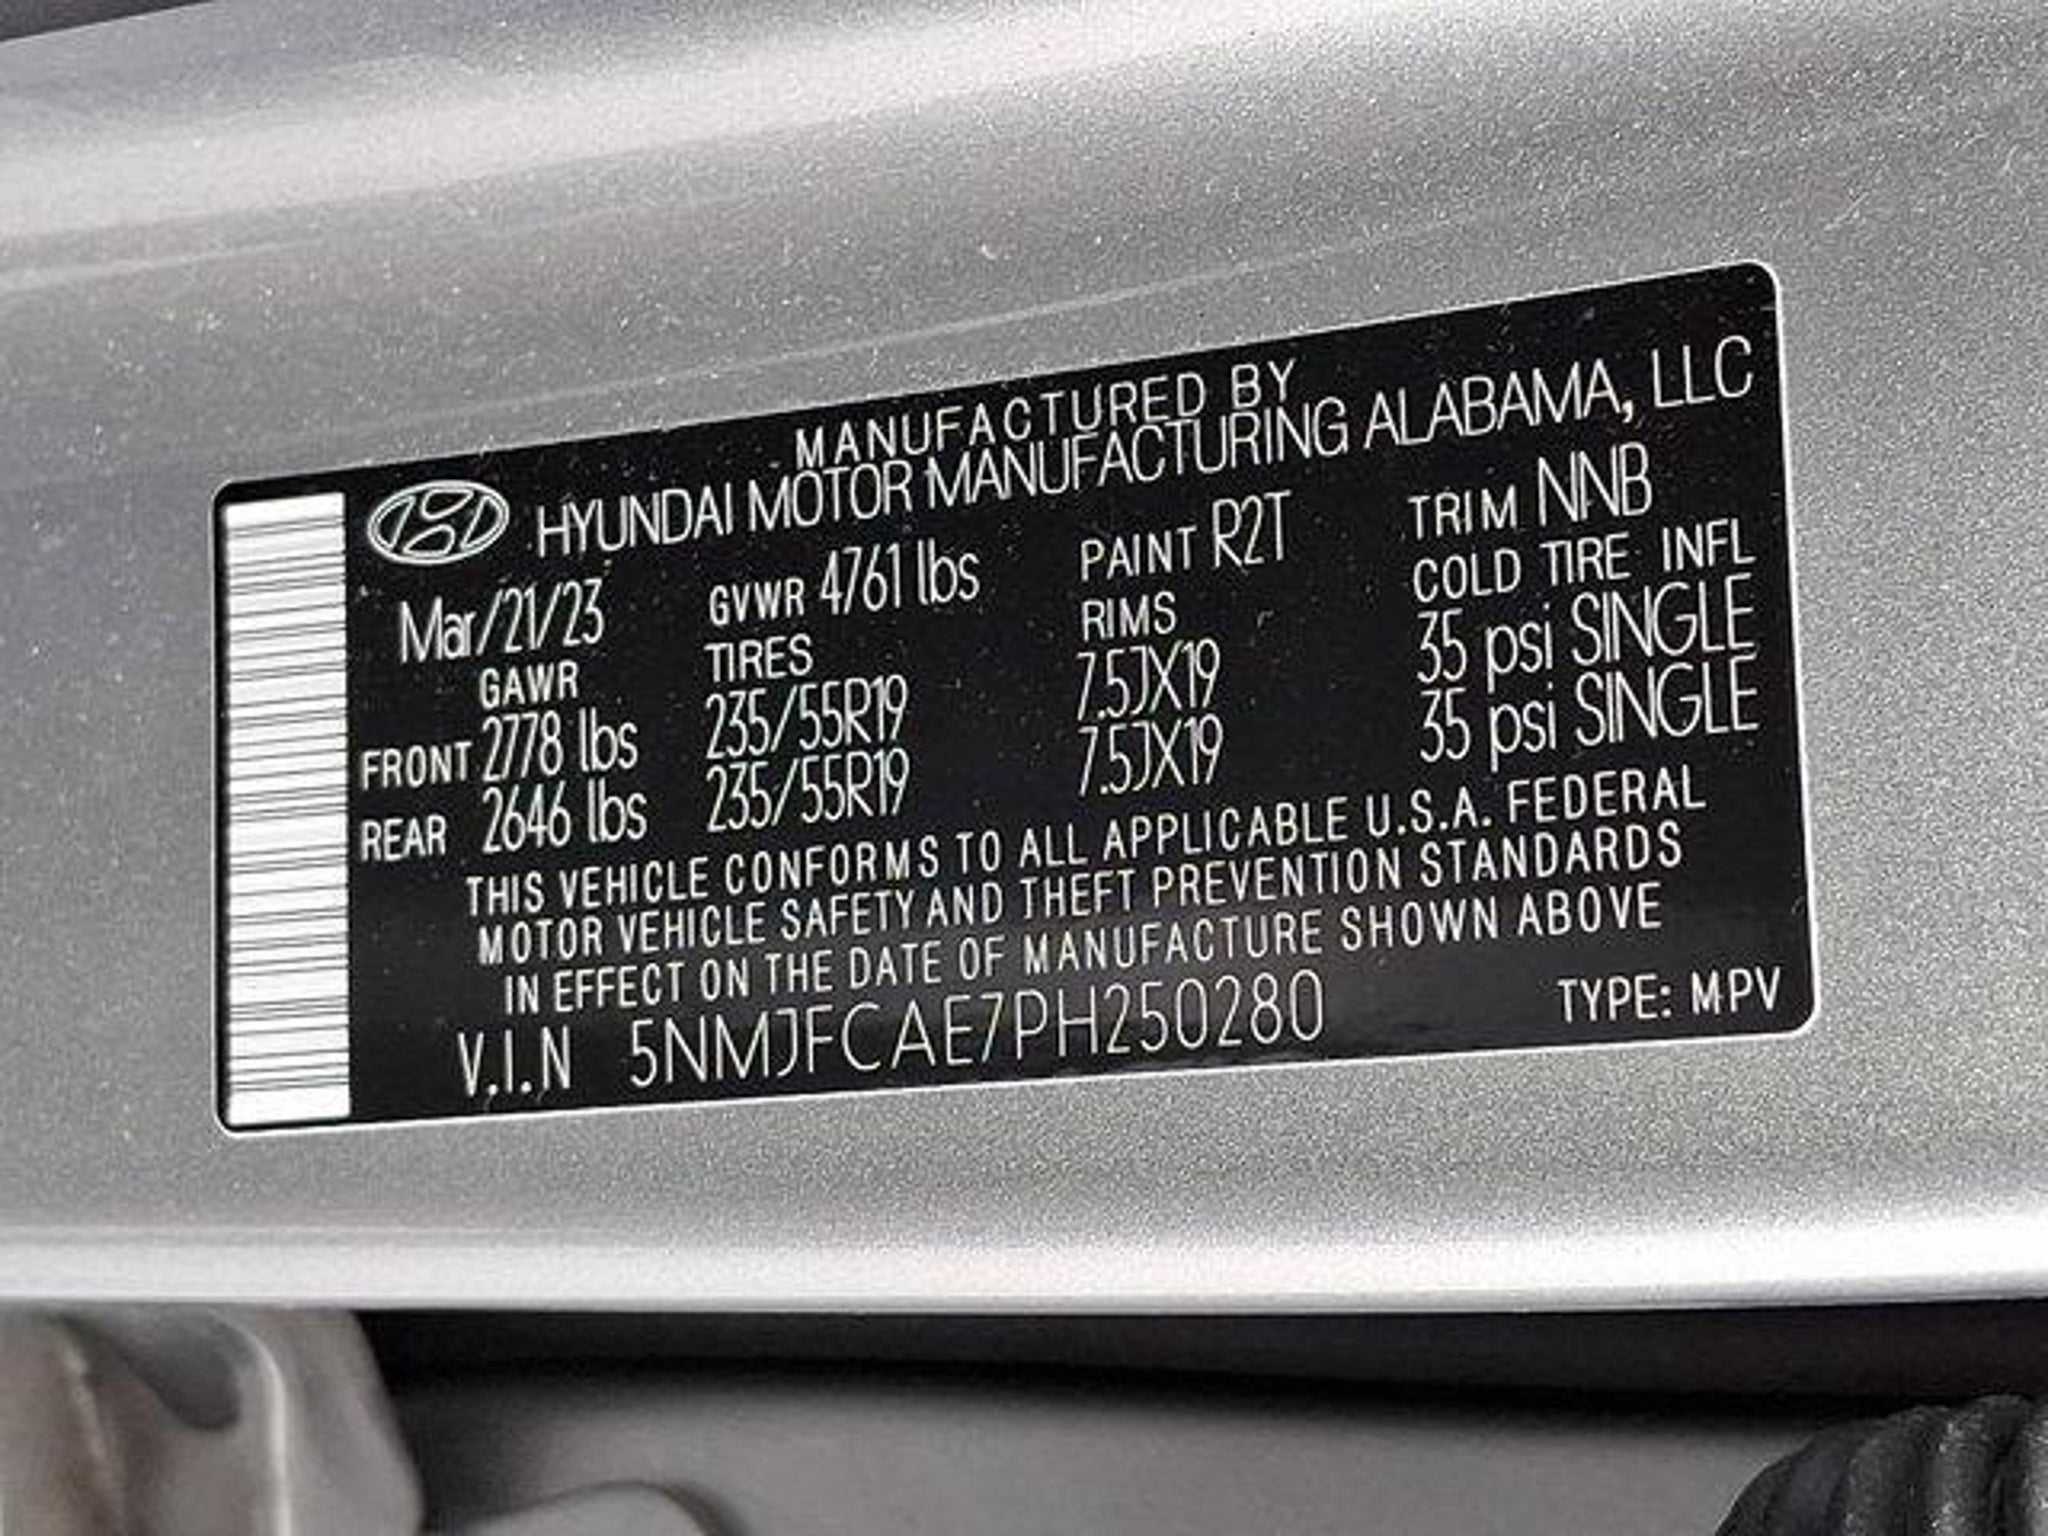 MANUFACTURED BY
HYUNDAI MOTOR MANUFACTURING ALABAMA, LLC
Mar/21/23 GVWR 4761 lbs PAINT R2T TRIM NNB
GAWR TIRES RIMS COLD TIRE INFL
FRONT 2778 lbs 235/55R19 7.5JX19 35 psi SINGLE
REAR 2646 lbs 235/55R19 7.5JX19 35 psi SINGLE
THIS VEHICLE CONFORMS TO ALL APPLICABLE U.S.A. FEDERAL
MOTOR VEHICLE SAFETY AND THEFT PREVENTION STANDARDS
IN EFFECT ON THE DATE OF MANUFACTURE SHOWN ABOVE
V.I.N 5NMJFCAE7PH250280 TYPE: MPV